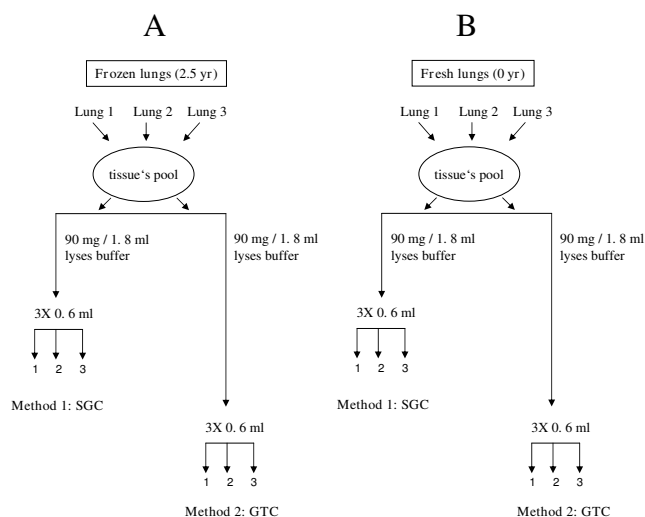 A
Frozen lungs (2.5 yr)
Lung 1 Lung 2 Lung 3
tissue‘s pool
90 mg / 1. 8 ml
lyses buffer
90 mg / 1. 8 ml
lyses buffer
3X 0. 6 ml
1 2 3
Method 1: SGC
3X 0. 6 ml
1 2 3
Method 2: GTC
B
Fresh lungs (0 yr)
Lung 1 Lung 2 Lung 3
tissue‘s pool
90 mg / 1. 8 ml
lyses buffer
90 mg / 1. 8 ml
lyses buffer
3X 0. 6 ml
1 2 3
Method 1: SGC
3X 0. 6 ml
1 2 3
Method 2: GTC